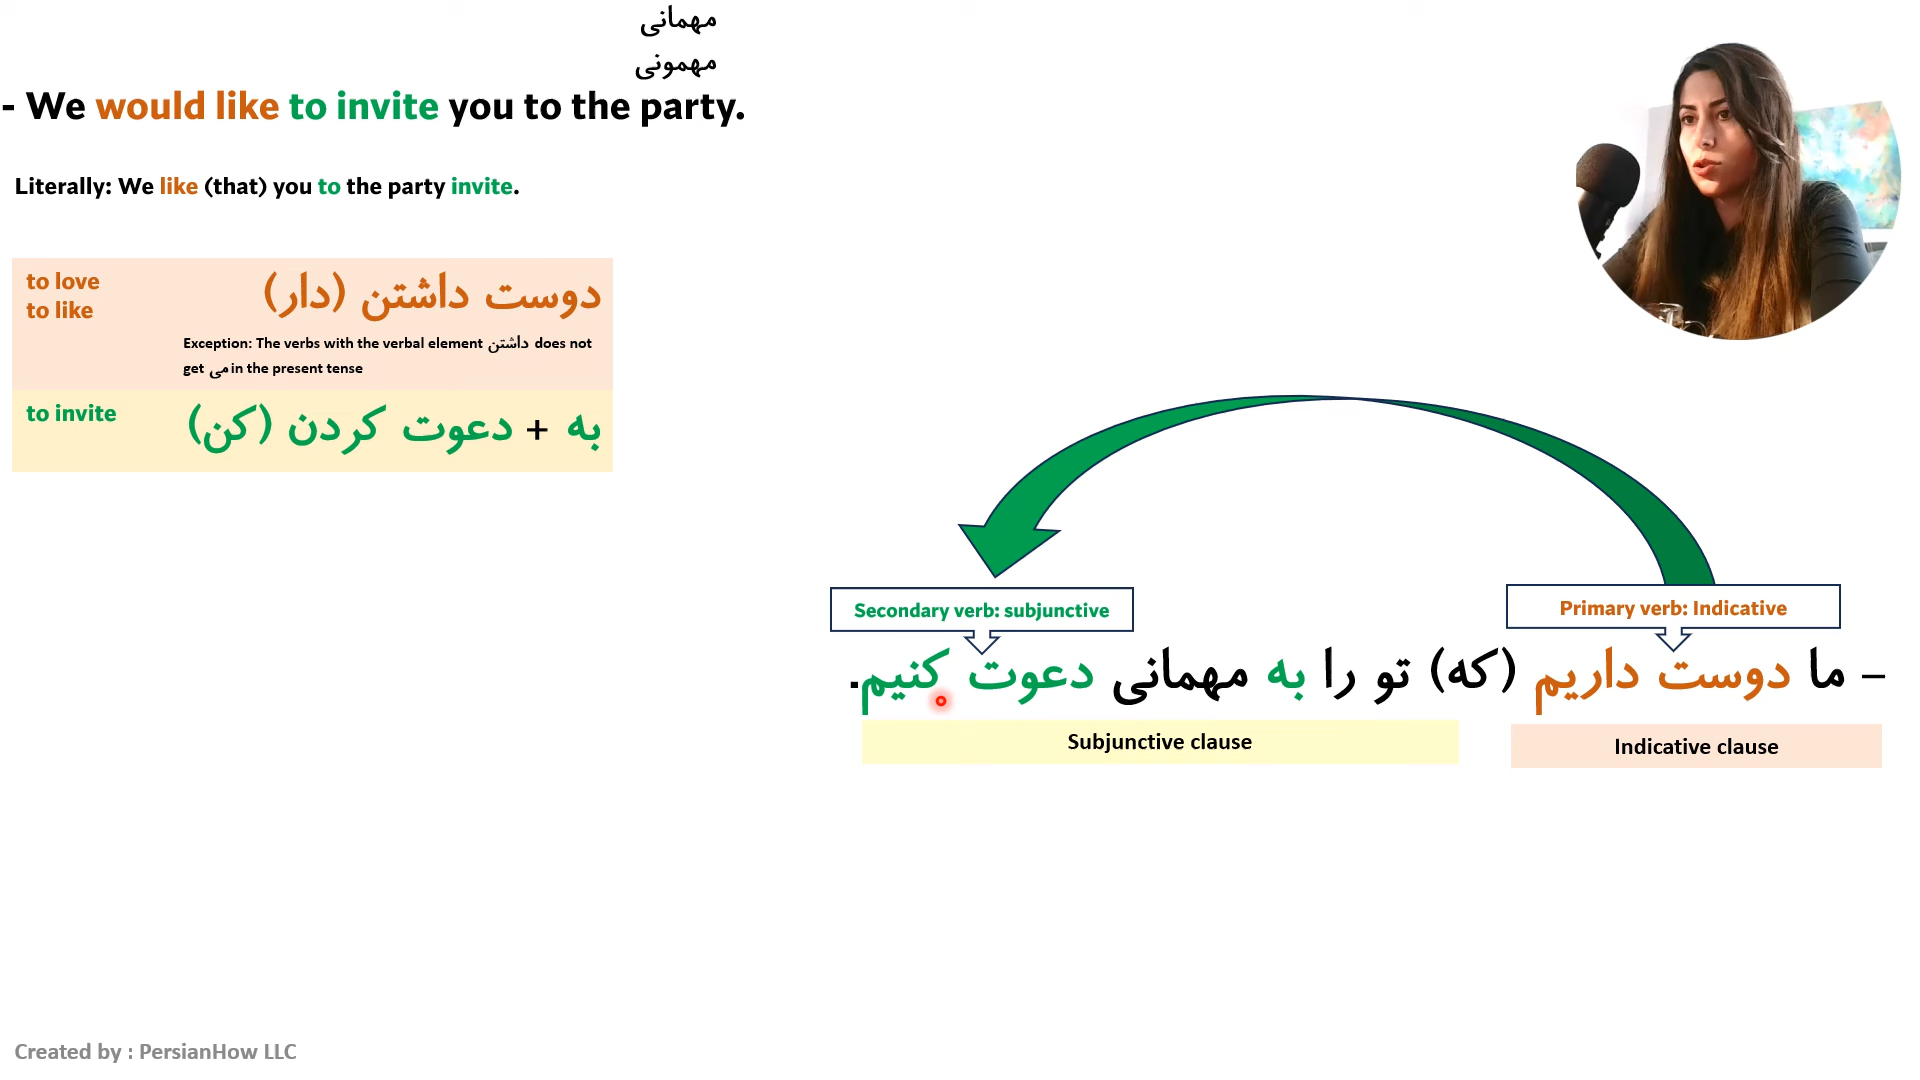 مهمانی
مهمونی
- We would like to invite you to the party.
Literally: We like (that) you to the party invite.
to love
to like
دوست داشتن (دار)
Exception: The verbs with the verbal element داشتن does not
get می in the present tense
to invite
به + دعوت کردن (کن)
Secondary verb: subjunctive
Primary verb: Indicative
– ما دوست داریم (که) تو را به مهمانی دعوت کنیم.
Subjunctive clause
Indicative clause
Created by : PersianHow LLC